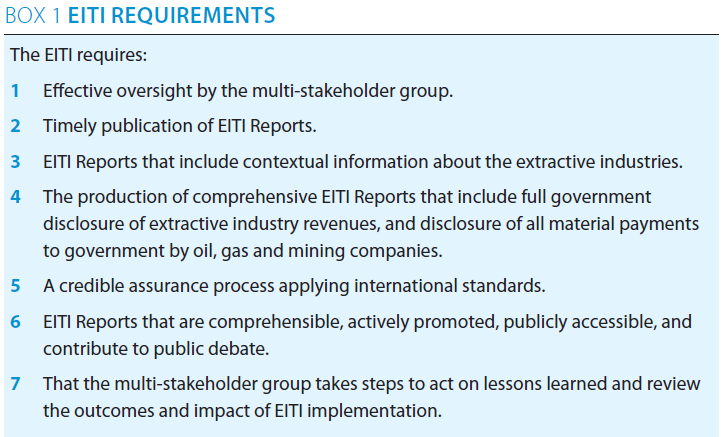 BOX 1 EITI REQUIREMENTS
The EITI requires:
1 Effective oversight by the multi-stakeholder group.
2 Timely publication of EITI Reports.
3 EITI Reports that include contextual information about the extractive industries.
4 The production of comprehensive EITI Reports that include full government
disclosure of extractive industry revenues, and disclosure of all material payments
to government by oil, gas and mining companies.
5 A credible assurance process applying international standards.
6 EITI Reports that are comprehensible, actively promoted, publicly accessible, and
contribute to public debate.
7 That the multi-stakeholder group takes steps to act on lessons learned and review
the outcomes and impact of EITI implementation.